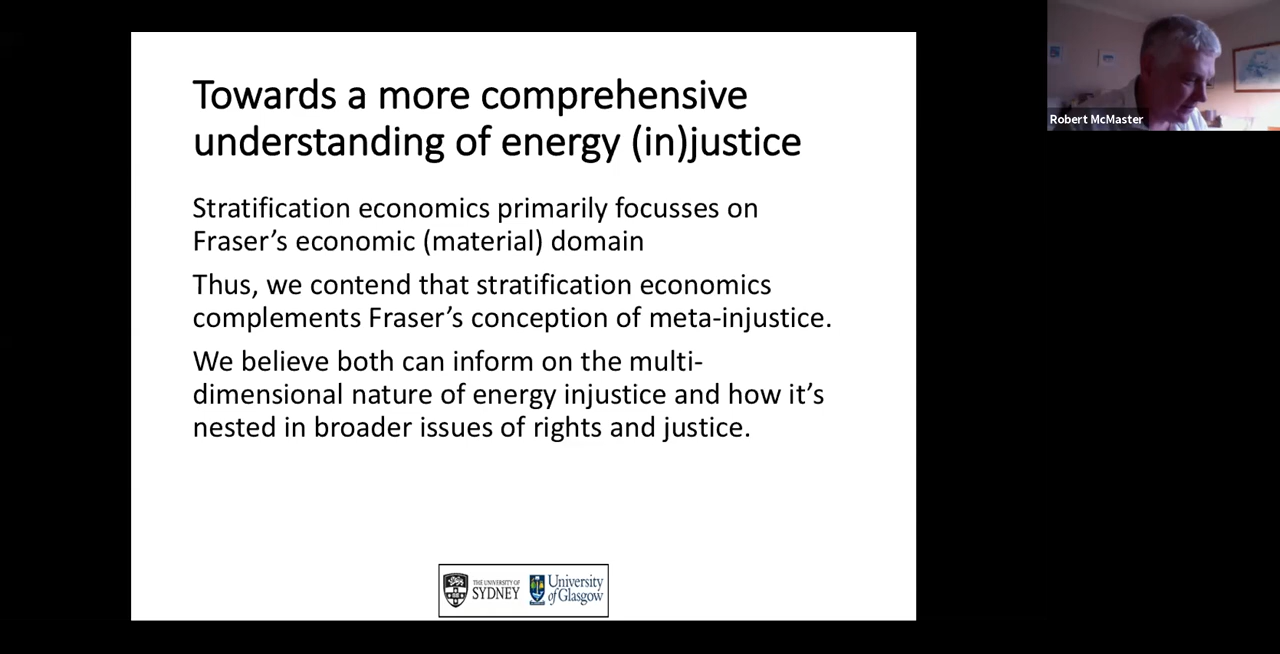 Towards a more comprehensive
understanding of energy (in)justice
Stratification economics primarily focusses on
Fraser’s economic (material) domain
Thus, we contend that stratification economics
complements Fraser’s conception of meta-injustice.
We believe both can inform on the multi-
dimensional nature of energy injustice and how it’s
nested in broader issues of rights and justice.
THE UNIVERSITY OF
SYDNEY
University
of Glasgow
Robert McMaster